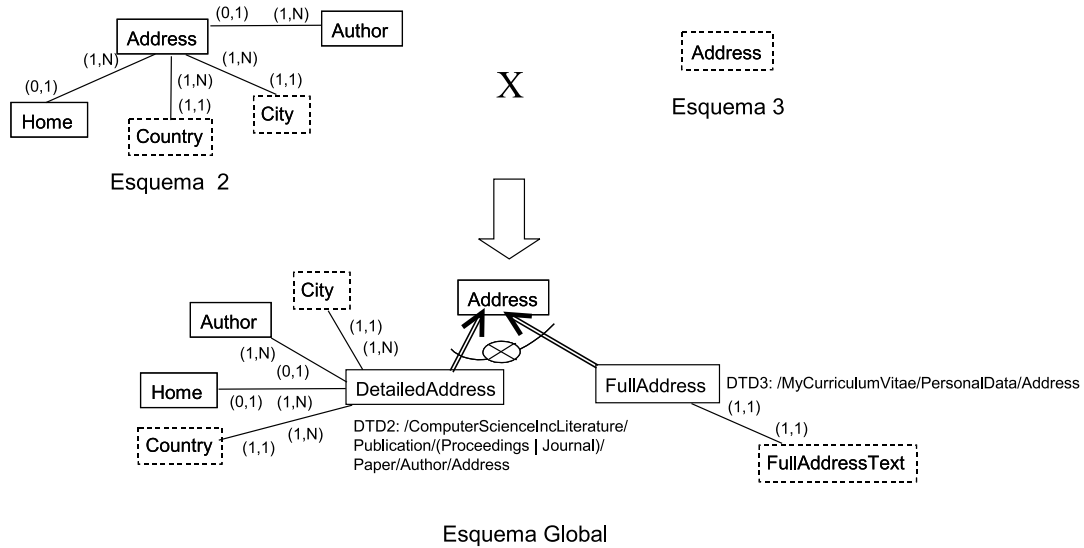 (0,1) (1,N)
Address
Author
(1,N)
(1,N)
(1,N)
(0,1)
(1,1)
(1,1)
Home
Country
City
Esquema 2
X
Address
Esquema 3
City
Address
Author
(1,1)
(1,N)
(1,N)
(0,1)
Home
(0,1) (1,N)
DetailedAddress
FullAddress
DTD3: /MyCurriculumVitae/PersonalData/Address
Country
(1,1)
(1,N)
DTD2: /ComputerScienceIncLiterature/
Publication/(Proceedings | Journal)/
Paper/Author/Address
(1,1)
(1,1)
FullAddressText
Esquema Global